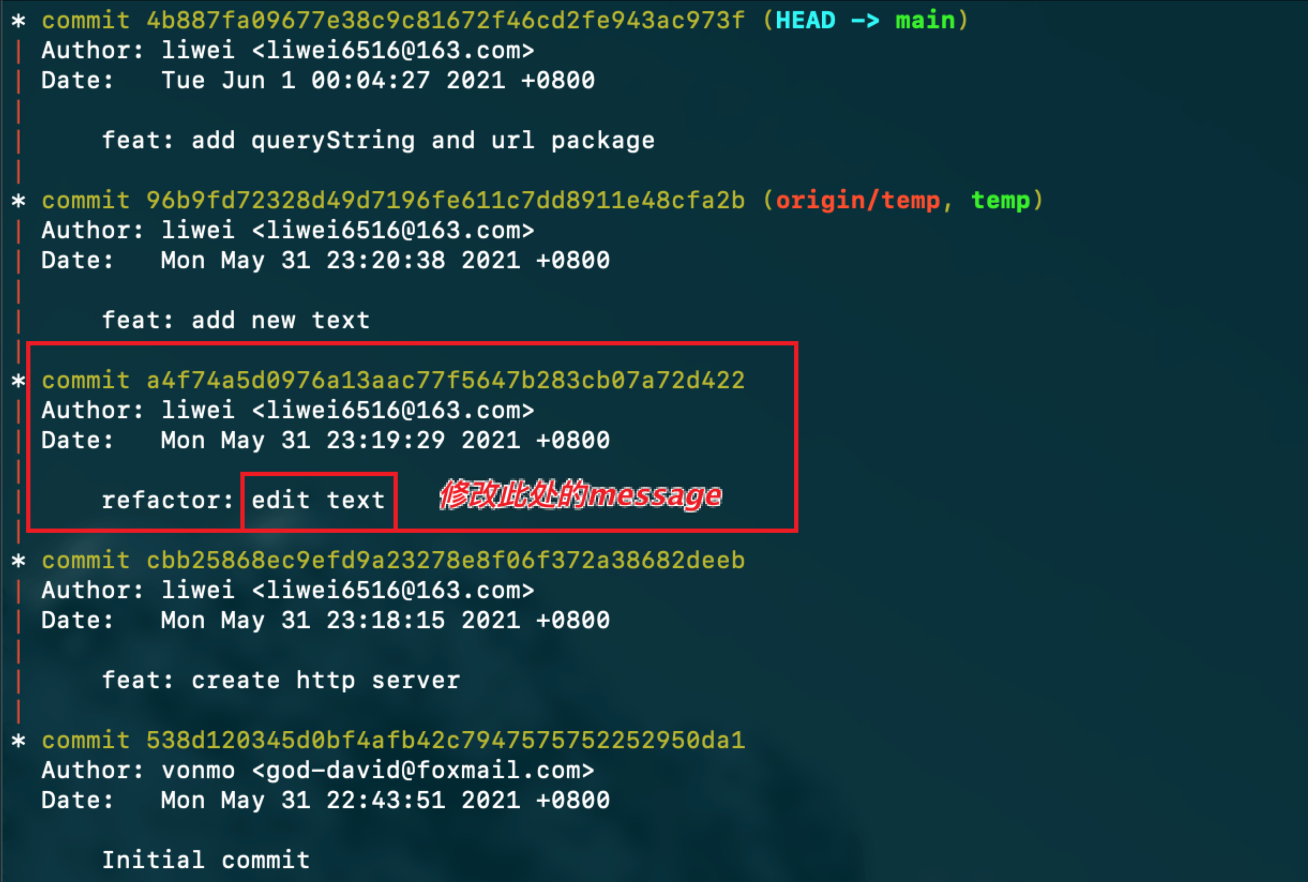 * commit 4b887fa09677e38c9c81672f46cd2fe943ac973f (HEAD -> main)
| Author: liwei <liwei6516@163.com>
| Date:   Tue Jun 1 00:04:27 2021 +0800
|
|     feat: add queryString and url package
|
* commit 96b9fd72328d49d7196fe611c7dd8911e48cfa2b (origin/temp, temp)
| Author: liwei <liwei6516@163.com>
| Date:   Mon May 31 23:20:38 2021 +0800
|
|     feat: add new text
|
* commit a4f74a5d0976a13aac77f5647b283cb07a72d422
| Author: liwei <liwei6516@163.com>
| Date:   Mon May 31 23:19:29 2021 +0800
|
|     refactor: edit text 修改此处的message
|
* commit cbb25868ec9efd9a23278e8f06f372a38682deeb
| Author: liwei <liwei6516@163.com>
| Date:   Mon May 31 23:18:15 2021 +0800
|
|     feat: create http server
|
* commit 538d120345d0bf4afb42c7947575752252950da1
  Author: vonmo <god-david@foxmail.com>
  Date:   Mon May 31 22:43:51 2021 +0800
      Initial commit